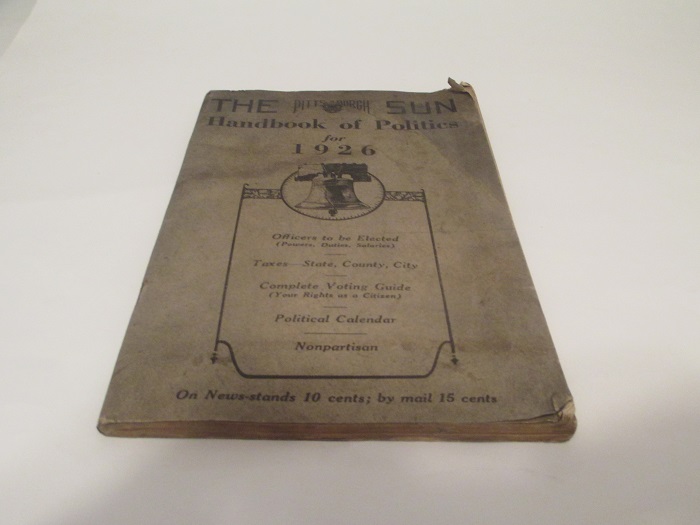 THE PITTSBURGH SUN
Handbook of Politics
for
1926
Officers to be Elected
(Powers, Duties, Salaries)
Taxes—State, County, City
Complete Voting Guide
(Your Rights as a Citizen)
Political Calendar
Nonpartisan
On News-stands 10 cents; by mail 15 cents